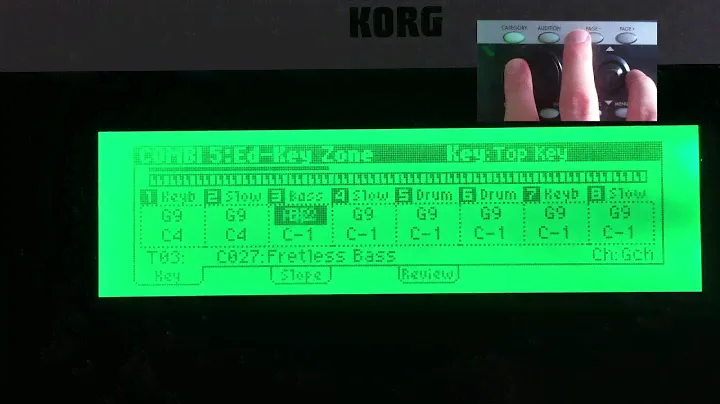 KORG
CATEGORY AUDITION PAGE- PAGE+
MENU
COMBI 5:Ed-Key Zone Key:Top Key
1 Keyb 2 Slow 3 Bass 4 Slow 5 Drum 6 Drum 7 Keyb 8 Slow
G9 G9 G9 G9 G9 G9 G9
C4 C4 C-1 C-1 C-1 C-1 C-1 C-1
T03: C027:Fretless Bass Ch:Gch
Key Slope Review